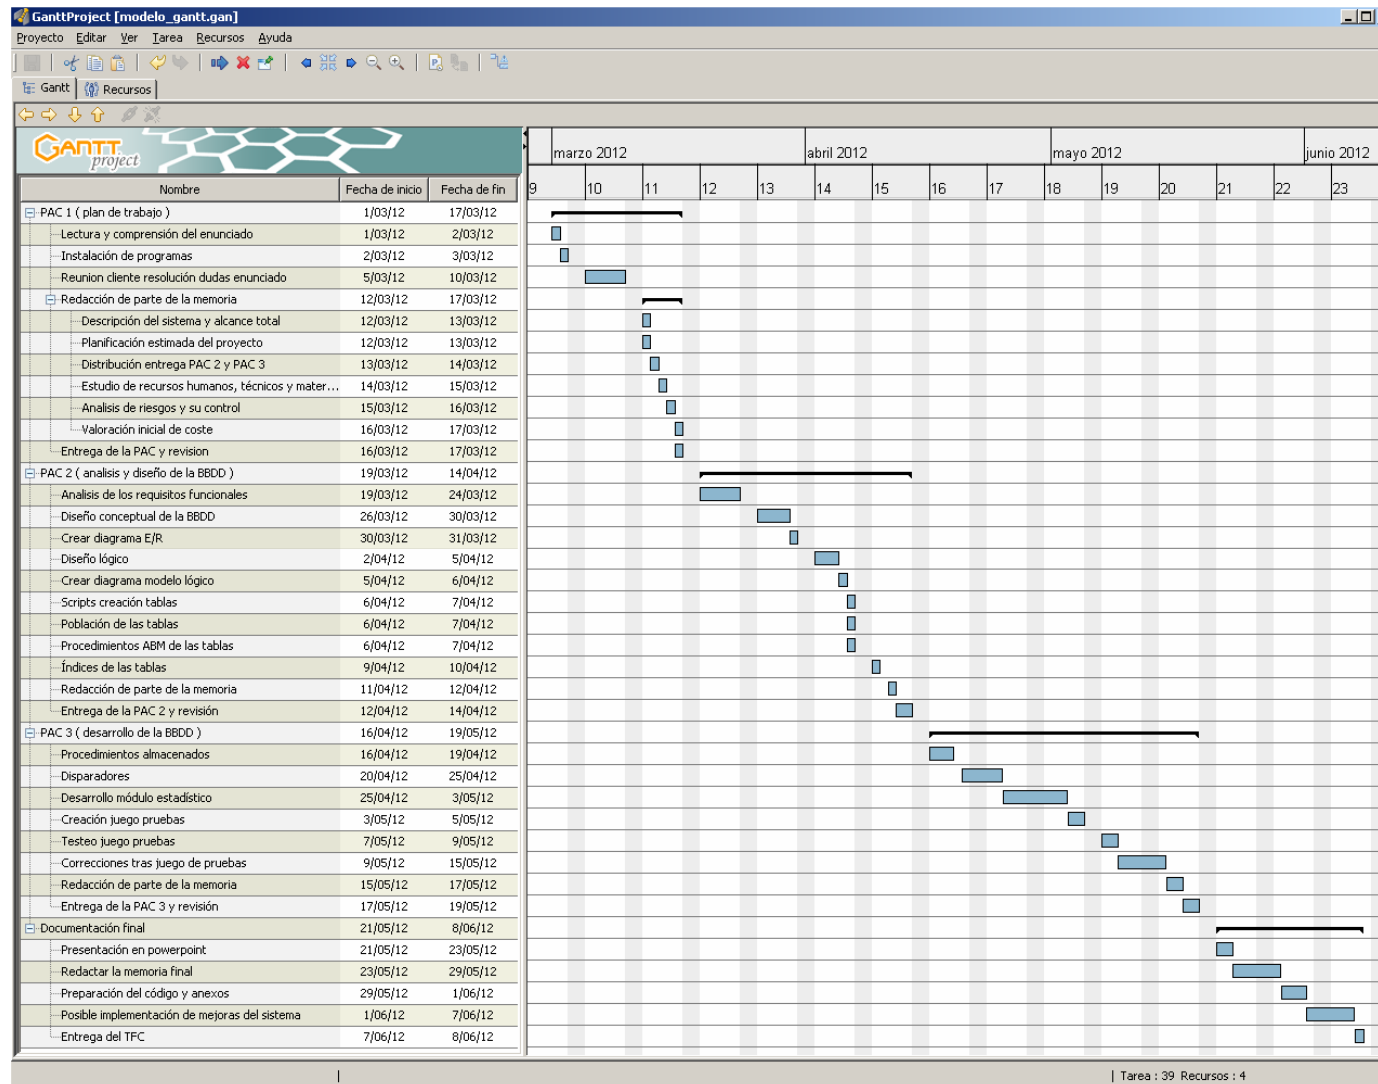 GanttProject [modelo_gantt.gan]
Proyecto Editar Ver Tarea Recursos Ayuda
Gantt Recursos
GANTT project
marzo 2012 abril 2012 mayo 2012 junio 2012
Nombre Fecha de inicio Fecha de fin 9 10 11 12 13 14 15 16 17 18 19 20 21 22 23
PAC 1 ( plan de trabajo ) 1/03/12 17/03/12
Lectura y comprensión del enunciado 1/03/12 2/03/12
Instalación de programas 2/03/12 3/03/12
Reunion cliente resolución dudas enunciado 5/03/12 10/03/12
Redacción de parte de la memoria 12/03/12 17/03/12
Descripción del sistema y alcance total 12/03/12 13/03/12
Planificación estimada del proyecto 12/03/12 13/03/12
Distribución entrega PAC 2 y PAC 3 13/03/12 14/03/12
Estudio de recursos humanos, técnicos y mater... 14/03/12 15/03/12
Analisis de riesgos y su control 15/03/12 16/03/12
Valoración inicial de coste 16/03/12 17/03/12
Entrega de la PAC y revision 16/03/12 17/03/12
PAC 2 ( analisis y diseño de la BBDD ) 19/03/12 14/04/12
Analisis de los requisitos funcionales 19/03/12 24/03/12
Diseño conceptual de la BBDD 26/03/12 30/03/12
Crear diagrama E/R 30/03/12 31/03/12
Diseño lógico 2/04/12 5/04/12
Crear diagrama modelo lógico 5/04/12 6/04/12
Scripts creación tablas 6/04/12 7/04/12
Población de las tablas 6/04/12 7/04/12
Procedimientos ABM de las tablas 6/04/12 7/04/12
Índices de las tablas 9/04/12 10/04/12
Redacción de parte de la memoria 11/04/12 12/04/12
Entrega de la PAC 2 y revisión 12/04/12 14/04/12
PAC 3 ( desarrollo de la BBDD ) 16/04/12 19/05/12
Procedimientos almacenados 16/04/12 19/04/12
Disparadores 20/04/12 25/04/12
Desarrollo módulo estadístico 25/04/12 3/05/12
Creación juego pruebas 3/05/12 5/05/12
Testeo juego pruebas 7/05/12 9/05/12
Correcciones tras juego de pruebas 9/05/12 15/05/12
Redacción de parte de la memoria 15/05/12 17/05/12
Entrega de la PAC 3 y revisión 17/05/12 19/05/12
Documentación final 21/05/12 8/06/12
Presentación en powerpoint 21/05/12 23/05/12
Redactar la memoria final 23/05/12 29/05/12
Preparación del código y anexos 29/05/12 1/06/12
Posible implementación de mejoras del sistema 1/06/12 7/06/12
Entrega del TFC 7/06/12 8/06/12
Tarea : 39 Recursos : 4